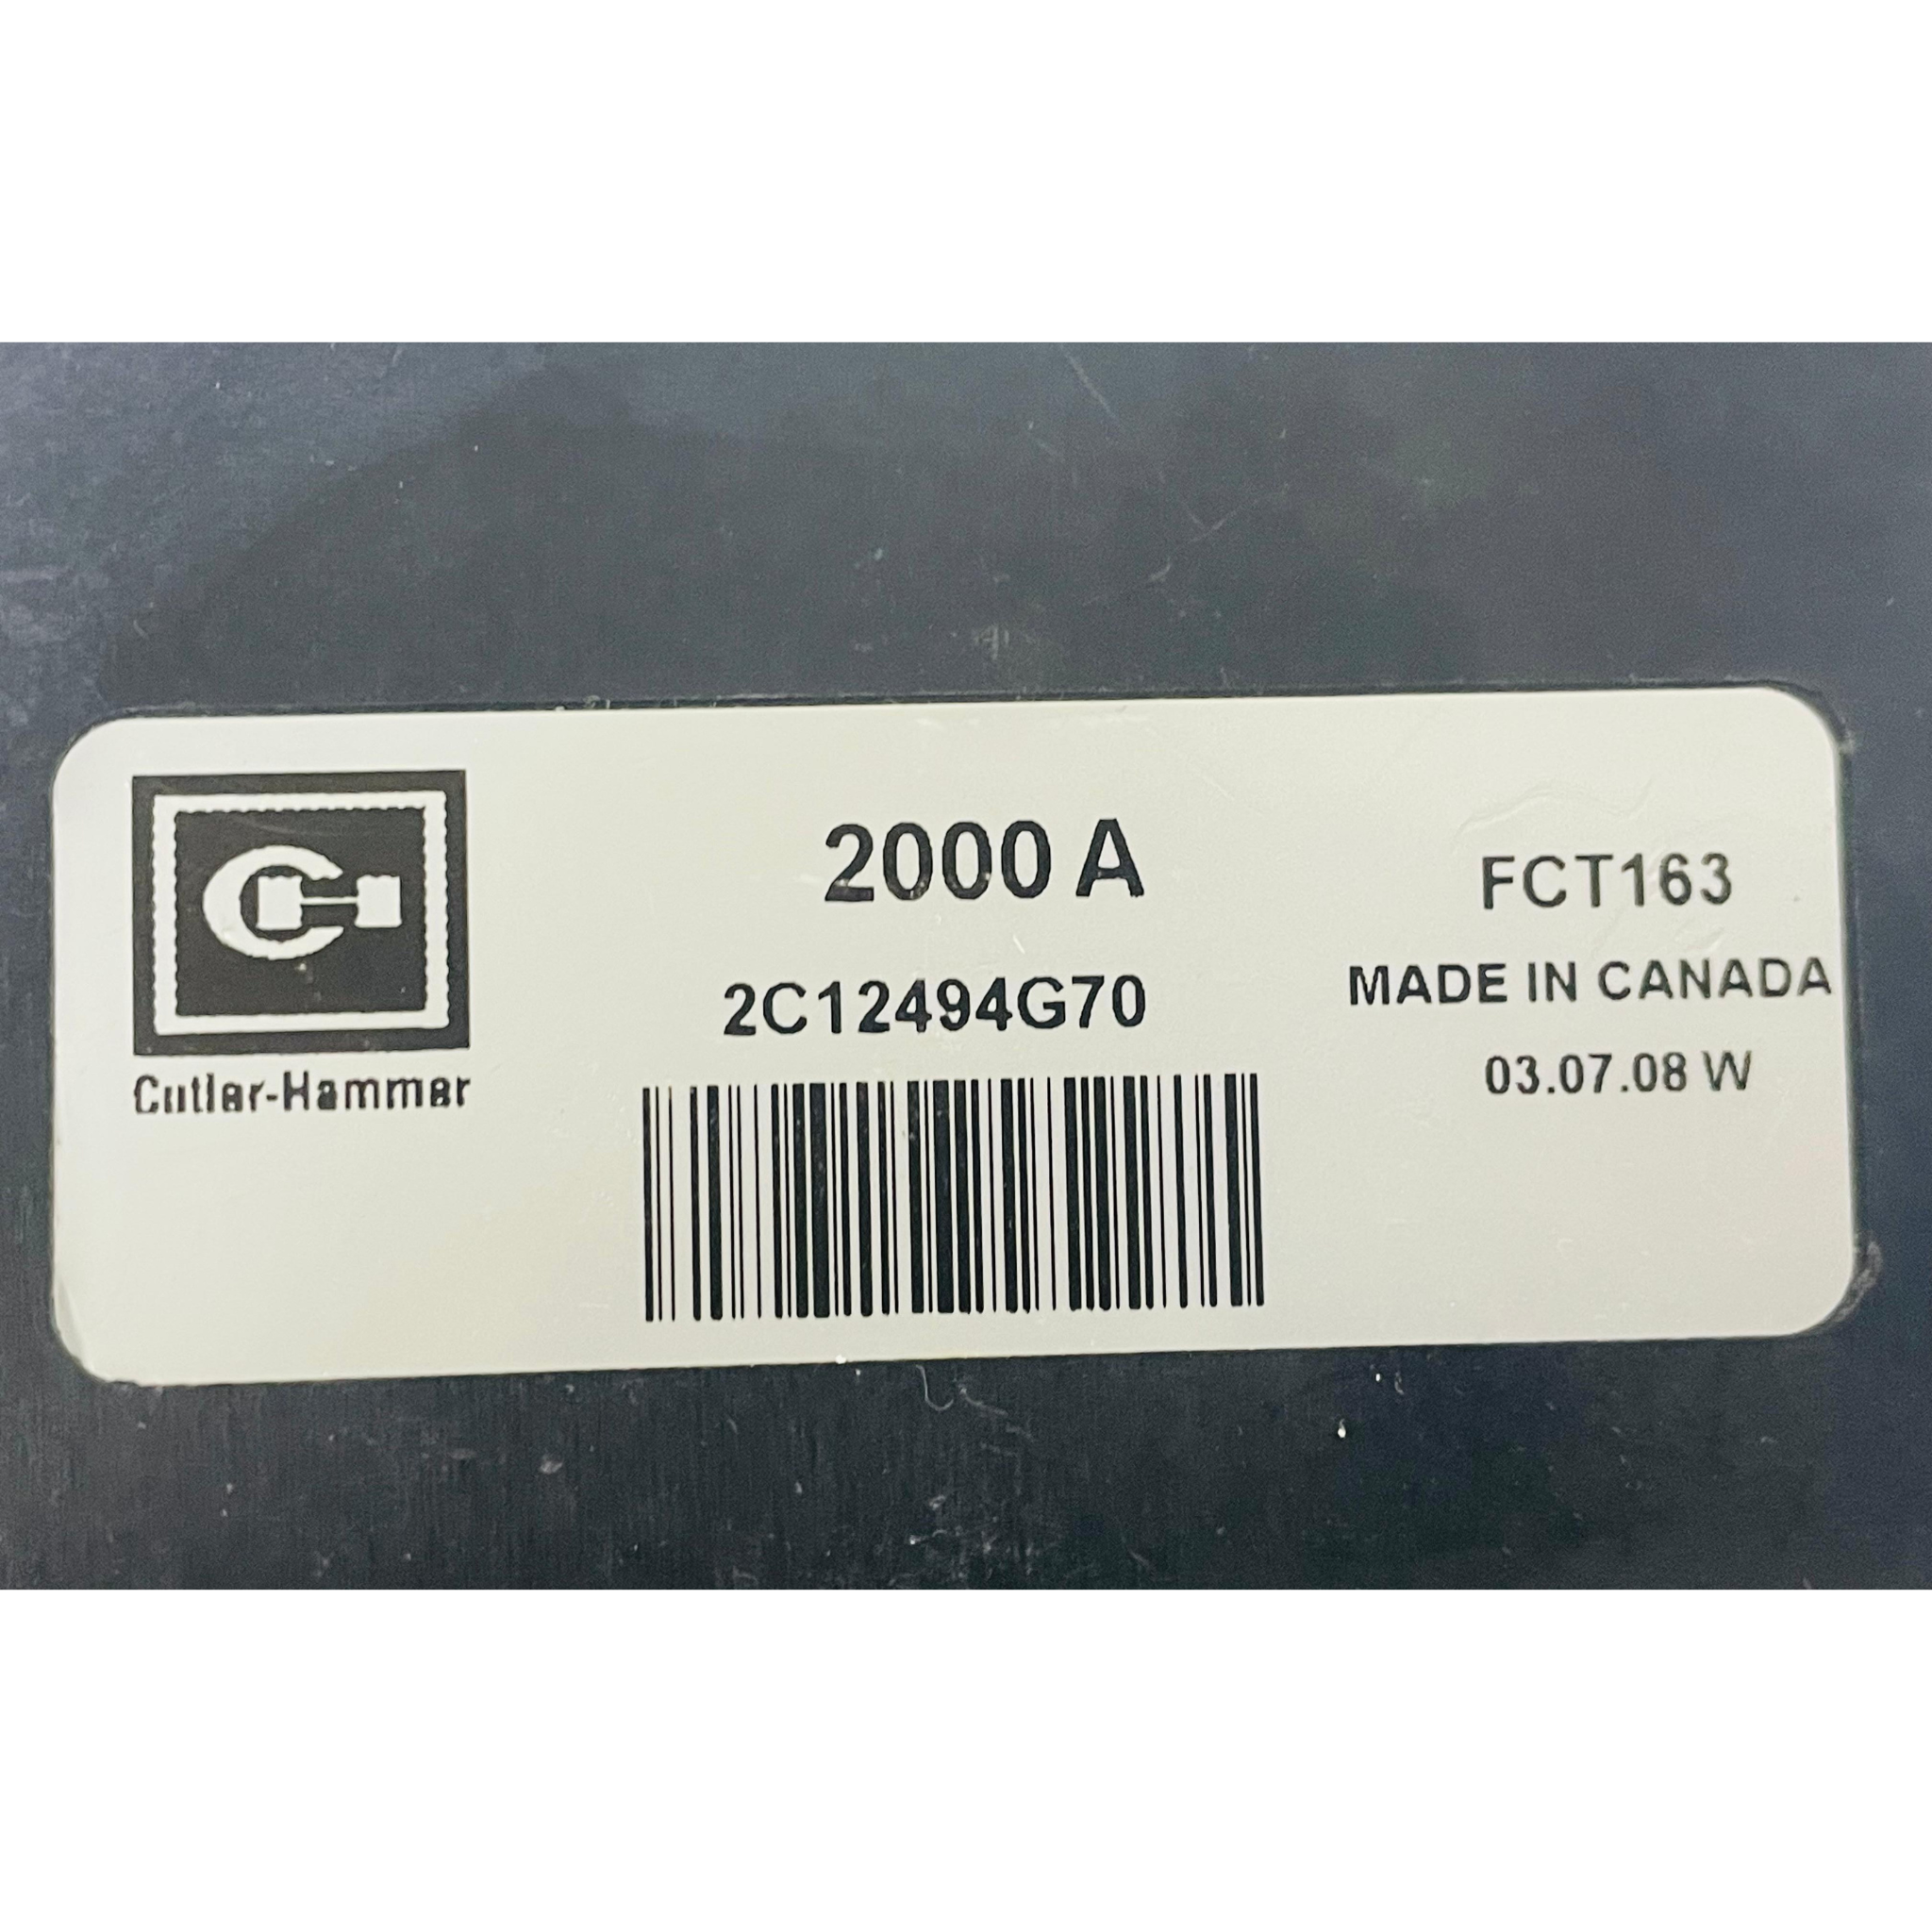 Cutler-Hammer
2000 A
2C12494G70
FCT163
MADE IN CANADA
03.07.08 W